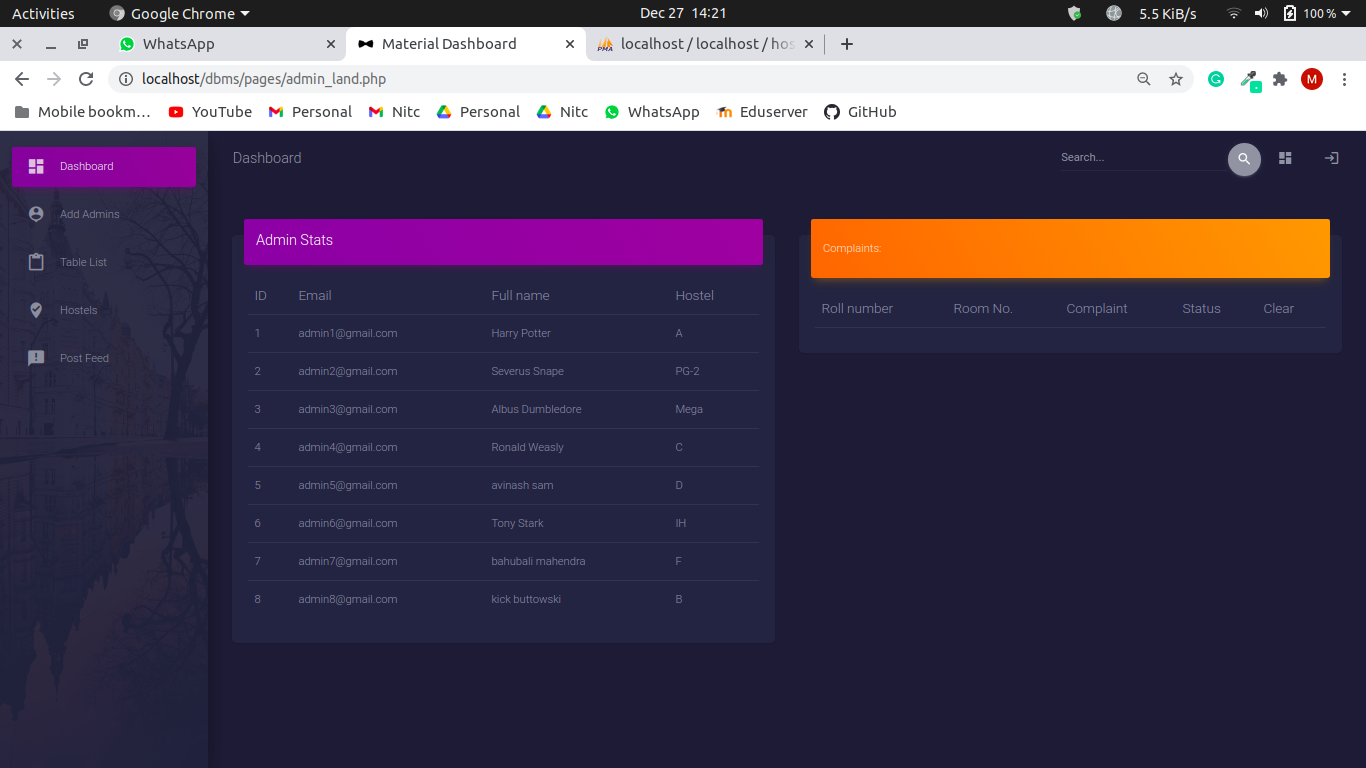 Activities Google Chrome Dec 27 14:21 5.5 KiB/s 100 %
WhatsApp Material Dashboard localhost / localhost / hos
localhost/dbms/pages/admin_land.php M
Mobile bookm… YouTube Personal Nitc Personal Nitc WhatsApp Eduserver GitHub
Dashboard
Add Admins
Table List
Hostels
Post Feed
Dashboard Search...
Admin Stats
ID Email Full name Hostel
1 admin1@gmail.com Harry Potter A
2 admin2@gmail.com Severus Snape PG-2
3 admin3@gmail.com Albus Dumbledore Mega
4 admin4@gmail.com Ronald Weasly C
5 admin5@gmail.com avinash sam D
6 admin6@gmail.com Tony Stark IH
7 admin7@gmail.com bahubali mahendra F
8 admin8@gmail.com kick buttowski B
Complaints:
Roll number Room No. Complaint Status Clear